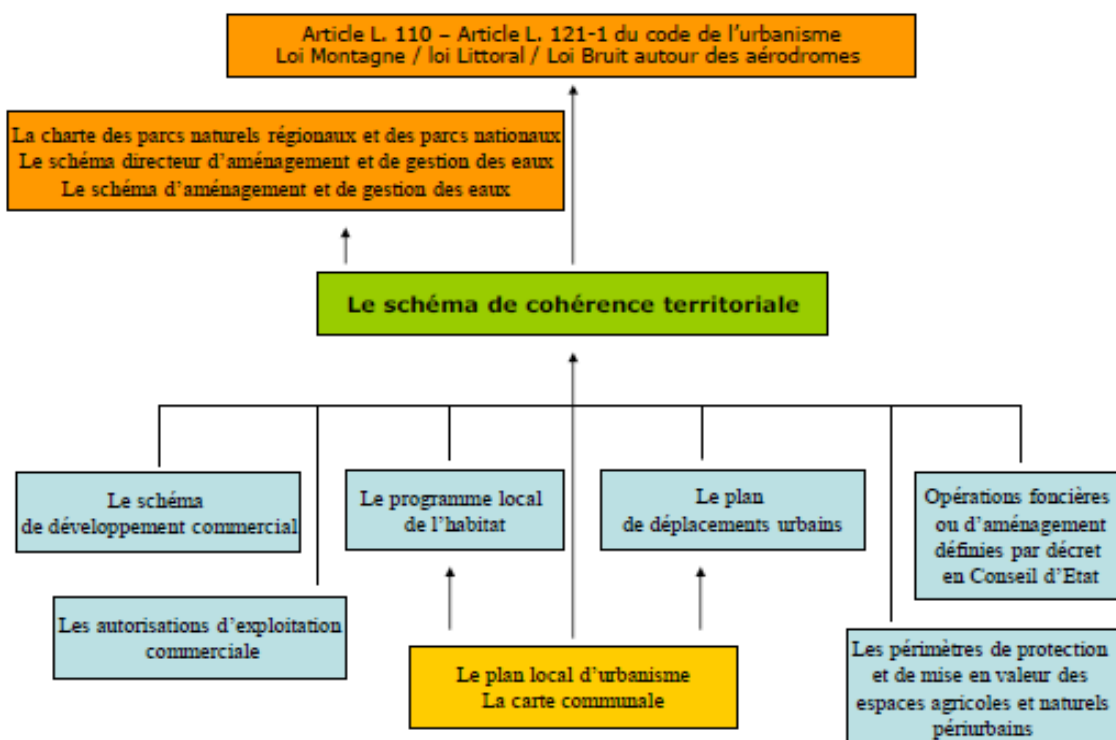 Article L. 110 – Article L. 121-1 du code de l’urbanisme
Loi Montagne / loi Littoral / Loi Bruit autour des aérodromes
La charte des parcs naturels régionaux et des parcs nationaux
Le schéma directeur d’aménagement et de gestion des eaux
Le schéma d’aménagement et de gestion des eaux
Le schéma de cohérence territoriale
Le schéma
de développement commercial
Le programme local
de l’habitat
Le plan
de déplacements urbains
Opérations foncières
ou d’aménagement
définies par décret
en Conseil d’Etat
Les autorisations d’exploitation
commerciale
Le plan local d’urbanisme
La carte communale
Les périmètres de protection
et de mise en valeur des
espaces agricoles et naturels
périurbains